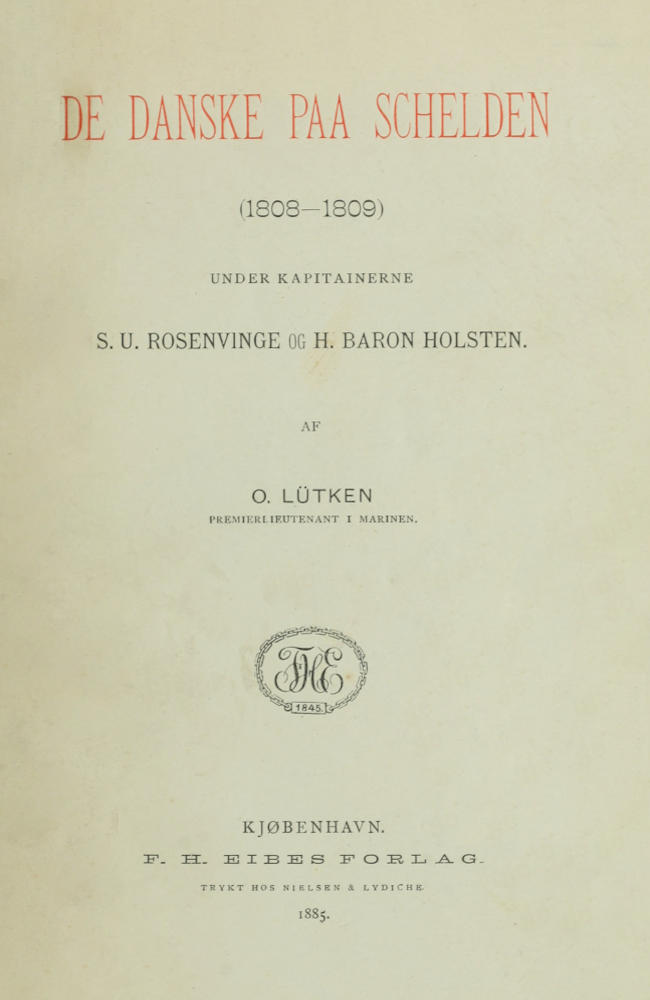 DE DANSKE PAA SCHELDEN
(1808—1809)
UNDER KAPITAINERNE
S. U. ROSENVINGE OG H. BARON HOLSTEN.
AF
O. LÜTKEN
PREMIERLIEUTENANT I MARINEN.
FHE
1845.
KJØBENHAVN.
F. H. EIBES FORLAG.
TRYKT HOS NIELSEN & LYDICHE.
1885.